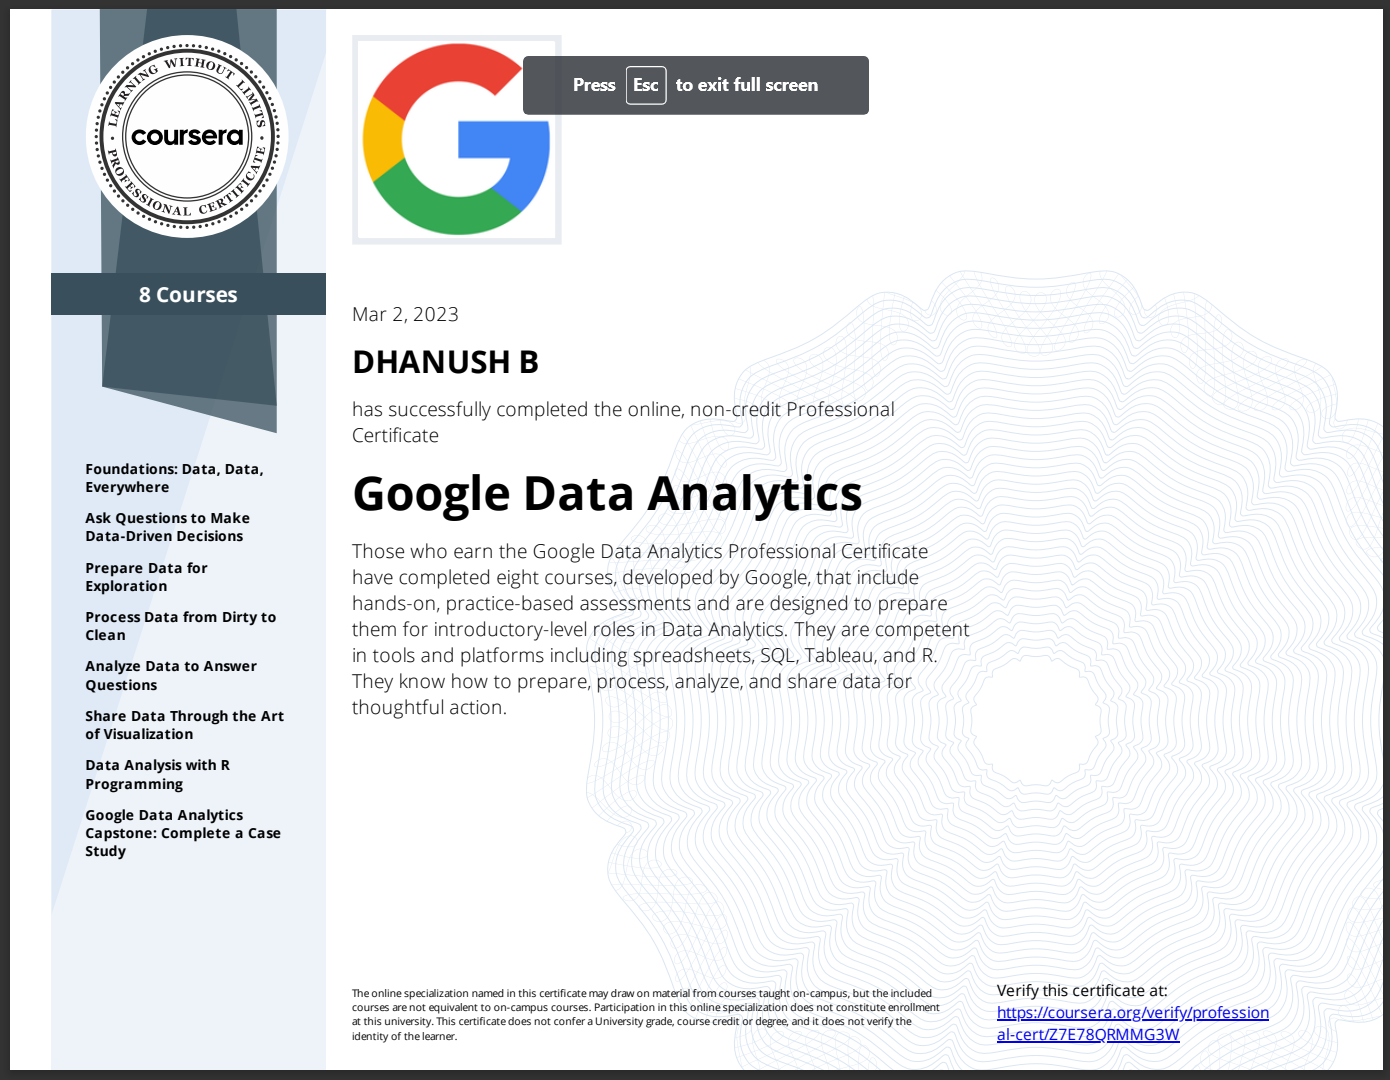 LEARNING WITHOUT LIMITS
coursera
PROFESSIONAL CERTIFICATE
8 Courses
Foundations: Data, Data,
Everywhere
Ask Questions to Make
Data-Driven Decisions
Prepare Data for
Exploration
Process Data from Dirty to
Clean
Analyze Data to Answer
Questions
Share Data Through the Art
of Visualization
Data Analysis with R
Programming
Google Data Analytics
Capstone: Complete a Case
Study
G
Press Esc to exit full screen
Mar 2, 2023
DHANUSH B
has successfully completed the online, non-credit Professional
Certificate
Google Data Analytics
Those who earn the Google Data Analytics Professional Certificate
have completed eight courses, developed by Google, that include
hands-on, practice-based assessments and are designed to prepare
them for introductory-level roles in Data Analytics. They are competent
in tools and platforms including spreadsheets, SQL, Tableau, and R.
They know how to prepare, process, analyze, and share data for
thoughtful action.
The online specialization named in this certificate may draw on material from courses taught on-campus, but the included
courses are not equivalent to on-campus courses. Participation in this online specialization does not constitute enrollment
at this university. This certificate does not confer a University grade, course credit or degree, and it does not verify the
identity of the learner.
Verify this certificate at:
https://coursera.org/verify/profession
al-cert/Z7E78QRMMG3W